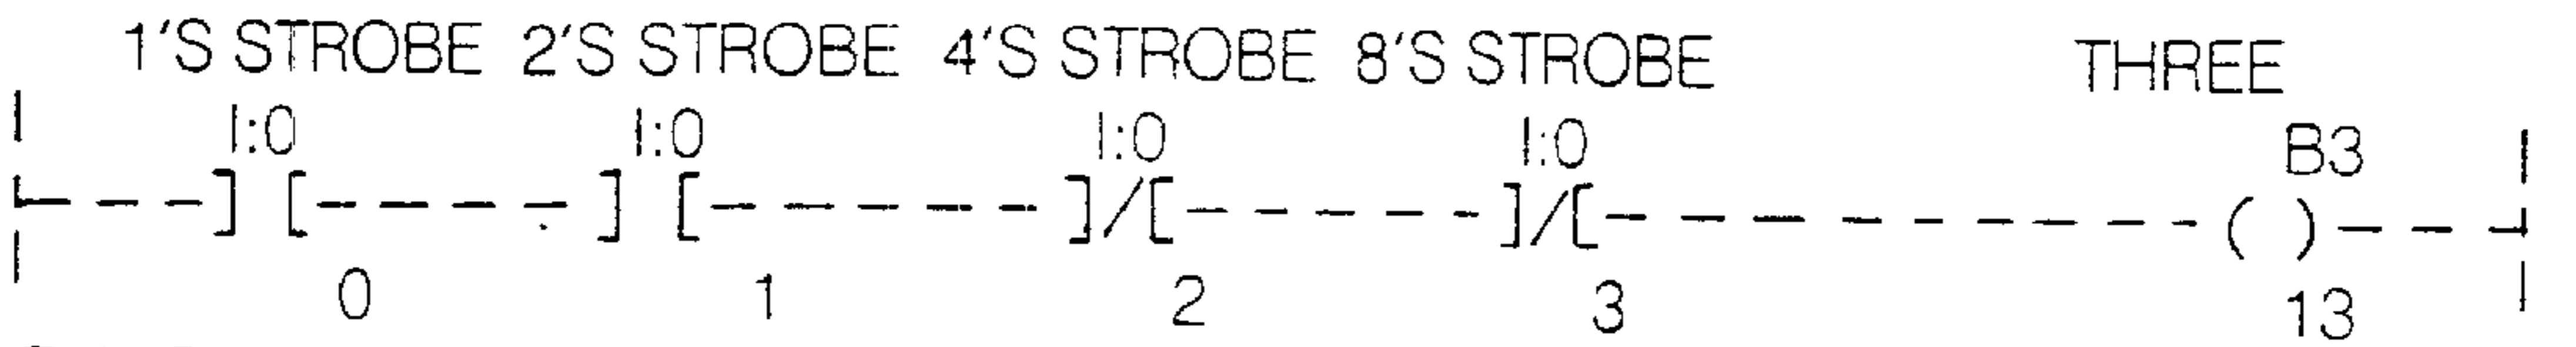 1'S STROBE 2'S STROBE 4'S STROBE 8'S STROBE THREE
I:0 I:0 I:0 I:0 B3
] [ ] [ ]/[ ]/[ ( )
0 1 2 3 13